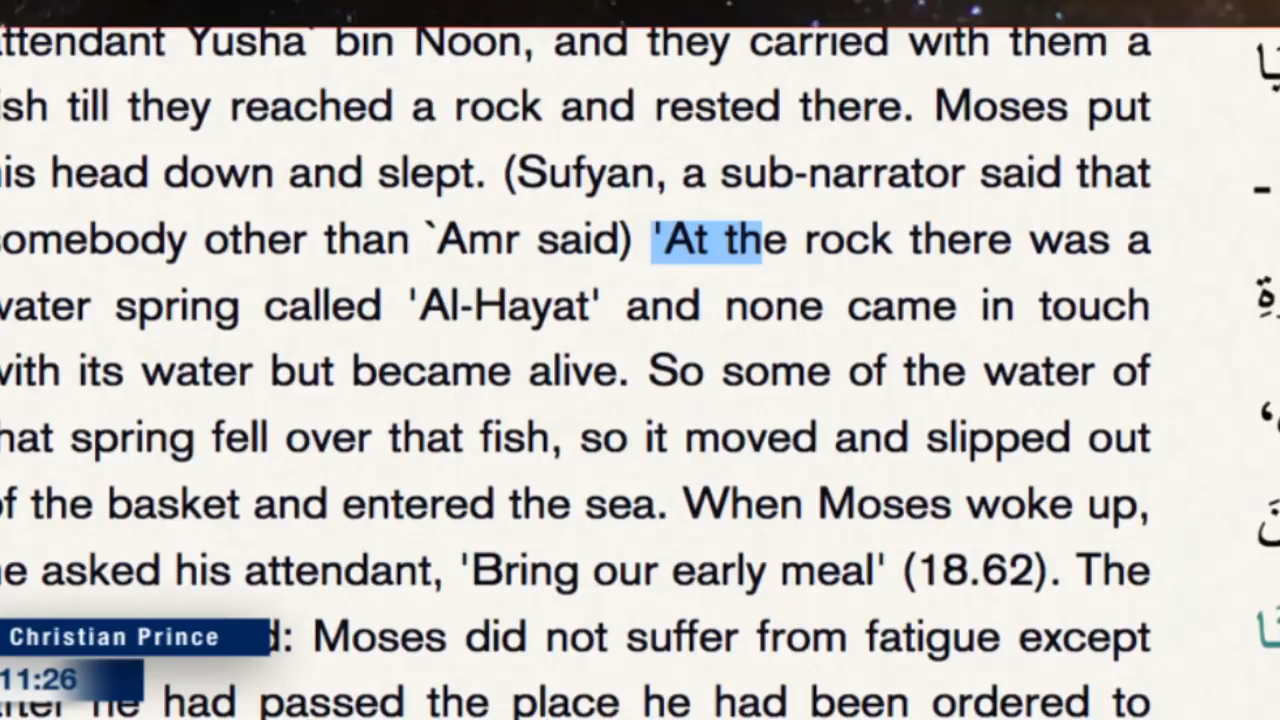 attendant Yusha` bin Noon, and they carried with them a
ish till they reached a rock and rested there. Moses put
is head down and slept. (Sufyan, a sub-narrator said that
somebody other than `Amr said) 'At the rock there was a
water spring called 'Al-Hayat' and none came in touch
with its water but became alive. So some of the water of
hat spring fell over that fish, so it moved and slipped out
of the basket and entered the sea. When Moses woke up,
he asked his attendant, 'Bring our early meal' (18.62). The
Christian Prince d: Moses did not suffer from fatigue except
11:26
after he had passed the place he had been ordered to